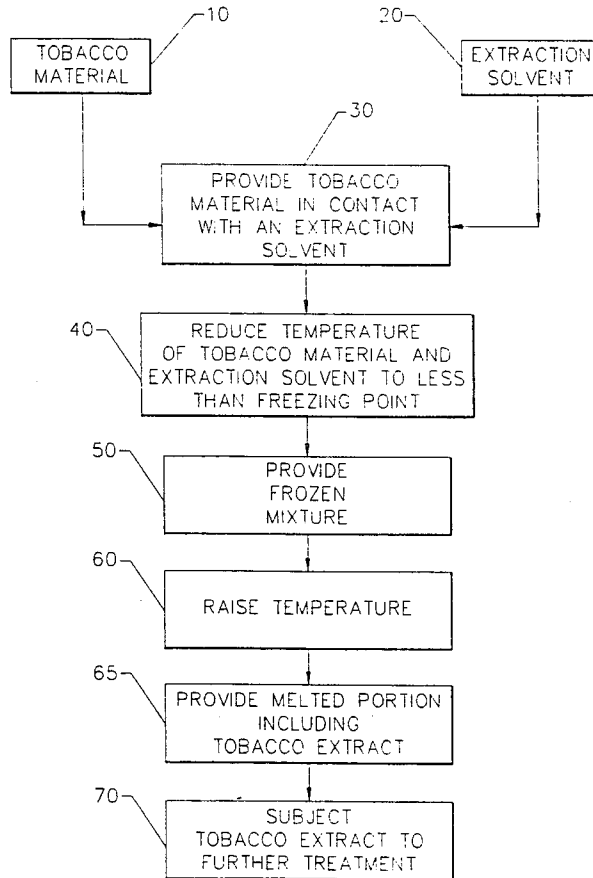 10
TOBACCO
MATERIAL
20
EXTRACTION
SOLVENT
30
PROVIDE TOBACCO
MATERIAL IN CONTACT
WITH AN EXTRACTION
SOLVENT
40
REDUCE TEMPERATURE
OF TOBACCO MATERIAL AND
EXTRACTION SOLVENT TO LESS
THAN FREEZING POINT
50
PROVIDE
FROZEN
MIXTURE
60
RAISE TEMPERATURE
65
PROVIDE MELTED PORTION
INCLUDING
TOBACCO EXTRACT
70
SUBJECT
TOBACCO EXTRACT TO
FURTHER TREATMENT